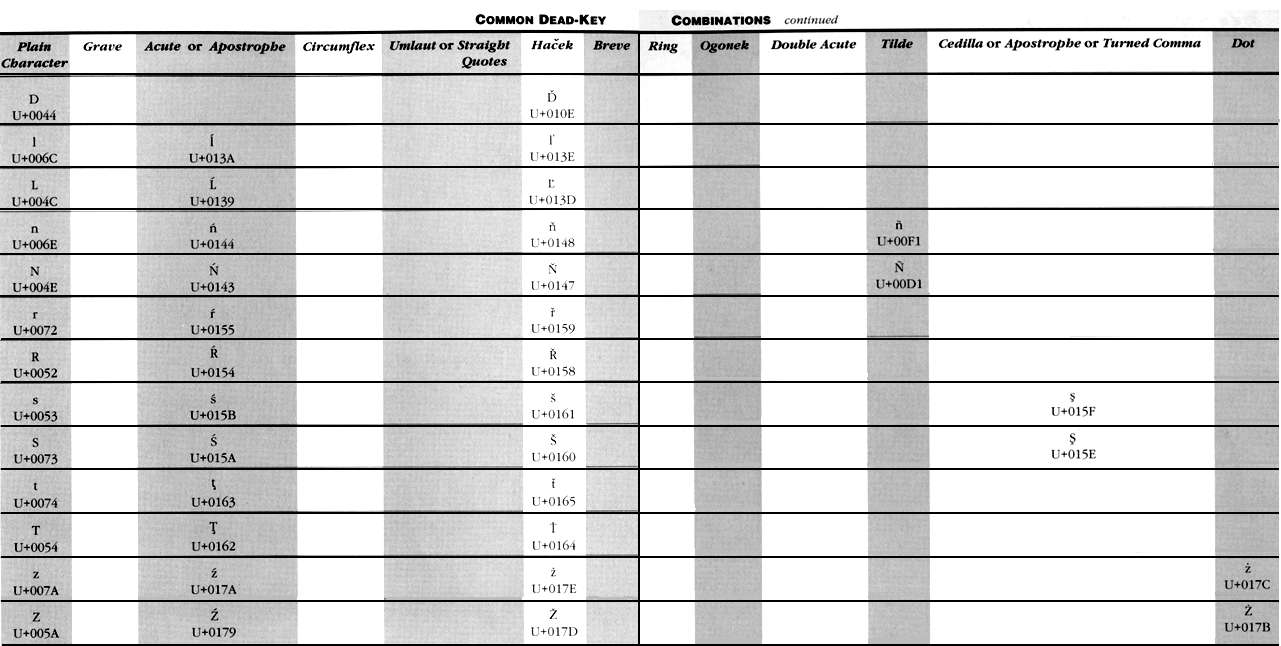 COMMON DEAD-KEY COMBINATIONS continued
Plain Character Grave Acute or Apostrophe Circumflex Umlaut or Straight Quotes Haček Breve Ring Ogonek Double Acute Tilde Cedilla or Apostrophe or Turned Comma Dot
D Ď
U+0044 U+010E
l ĺ ľ
U+006C U+013A U+013E
L Ĺ Ľ
U+004C U+0139 U+013D
n ń ň ñ
U+006E U+0144 U+0148 U+00F1
N Ń Ň Ñ
U+004E U+0143 U+0147 U+00D1
r ŕ ř
U+0072 U+0155 U+0159
R Ŕ Ř
U+0052 U+0154 U+0158
s ś š ş
U+0053 U+015B U+0161 U+015F
S Ś Š Ş
U+0073 U+015A U+0160 U+015E
t ţ ť
U+0074 U+0163 U+0165
T Ţ Ť
U+0054 U+0162 U+0164
z ź ž ż
U+007A U+017A U+017E U+017C
Z Ź Ž Ż
U+005A U+0179 U+017D U+017B